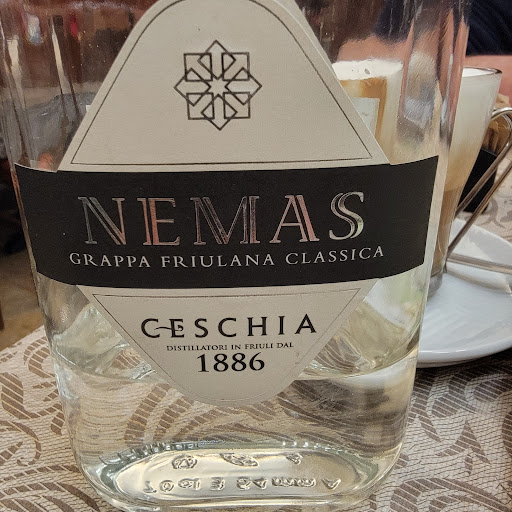 NEMAS
GRAPPA FRIULANA CLASSICA
CESCHIA
DISTILLATORI IN FRIULI DAL
1886